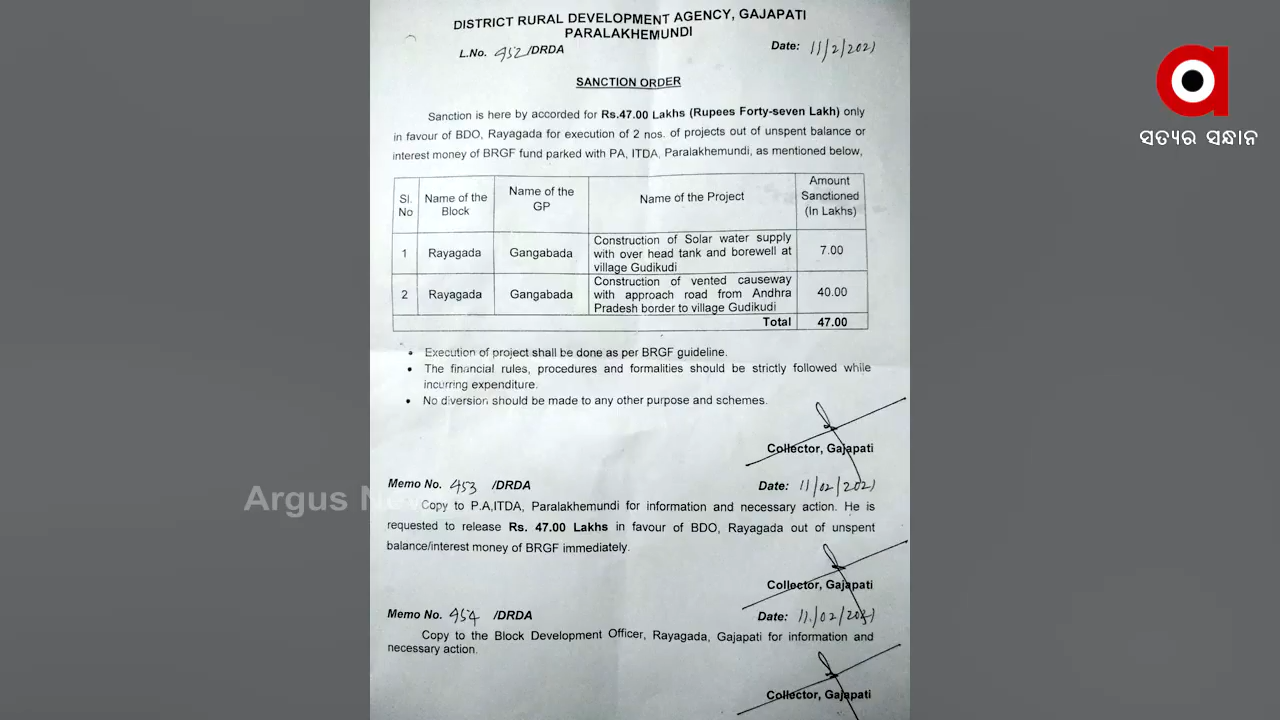 DISTRICT RURAL DEVELOPMENT AGENCY, GAJAPATI
PARALAKHEMUNDI
L.No. 452/DRDA Date: 11/2/2021
SANCTION ORDER
Sanction is here by accorded for Rs.47.00 Lakhs (Rupees Forty-seven Lakh) only
in favour of BDO, Rayagada for execution of 2 nos. of projects out of unspent balance or
interest money of BRGF fund parked with PA, ITDA, Paralakhemundi, as mentioned below,
Sl. No | Name of the Block | Name of the GP | Name of the Project | Amount Sanctioned (In Lakhs)
1 | Rayagada | Gangabada | Construction of Solar water supply with over head tank and borewell at village Gudikudi | 7.00
2 | Rayagada | Gangabada | Construction of vented causeway with approach road from Andhra Pradesh border to village Gudikudi | 40.00
Total 47.00
• Execution of project shall be done as per BRGF guideline.
• The financial rules, procedures and formalities should be strictly followed while
incurring expenditure.
• No diversion should be made to any other purpose and schemes.
Collector, Gajapati
Memo No. 453 /DRDA Date: 11/02/2021
Copy to P.A,ITDA, Paralakhemundi for information and necessary action. He is
requested to release Rs. 47.00 Lakhs in favour of BDO, Rayagada out of unspent
balance/interest money of BRGF immediately.
Collector, Gajapati
Memo No. 454 /DRDA Date: 11/02/2021
Copy to the Block Development Officer, Rayagada, Gajapati for information and
necessary action.
Collector, Gajapati
Argus News
ସତ୍ୟର ସନ୍ଧାନ